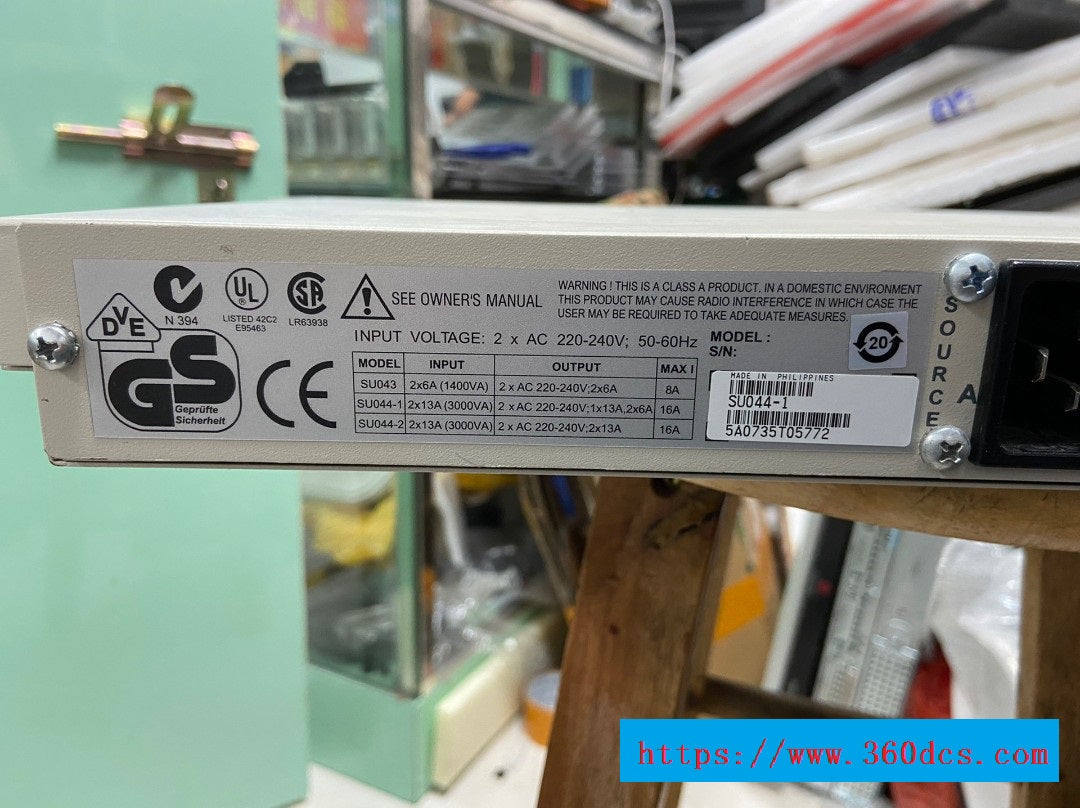 N 394
UL
®
LISTED 42C2
E95463
SA
LR63938
SEE OWNER'S MANUAL
WARNING ! THIS IS A CLASS A PRODUCT. IN A DOMESTIC ENVIRONMENT
THIS PRODUCT MAY CAUSE RADIO INTERFERENCE IN WHICH CASE THE
USER MAY BE REQUIRED TO TAKE ADEQUATE MEASURES.
DVE
GS
Geprüfte
Sicherheit
CE
INPUT VOLTAGE: 2 x AC 220-240V; 50-60Hz
MODEL INPUT OUTPUT MAX I
SU043 2x6A (1400VA) 2 x AC 220-240V;2x6A 8A
SU044-1 2x13A (3000VA) 2 x AC 220-240V;1x13A,2x6A 16A
SU044-2 2x13A (3000VA) 2 x AC 220-240V;2x13A 16A
MODEL :
S/N:
20
MADE IN PHILIPPINES
SU044-1
5A0735T05772
SOURCE
A
https://www.360dcs.com